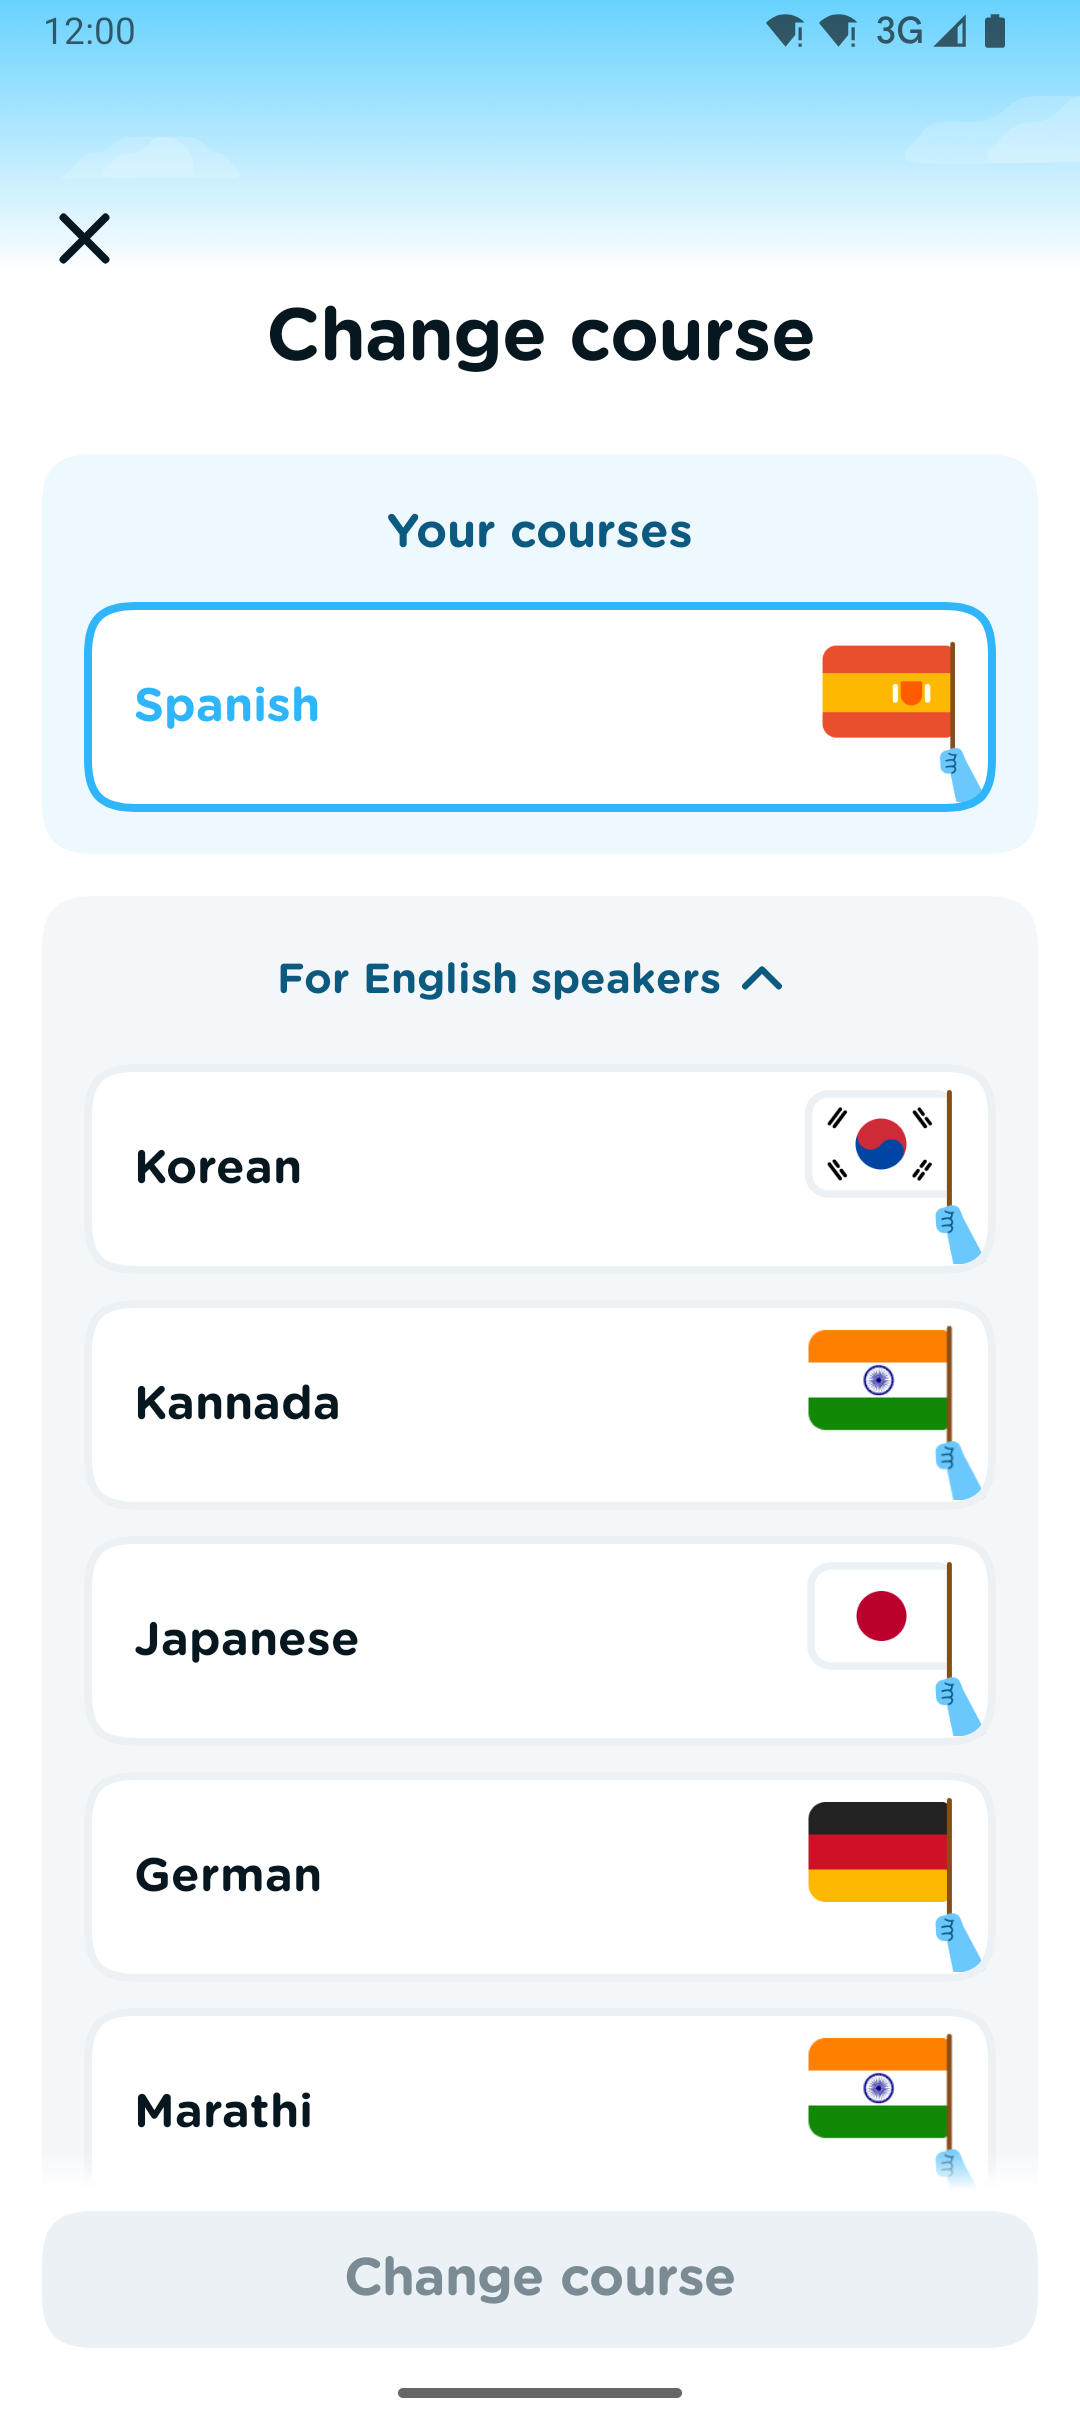 12:00
3G
Change course
Your courses
Spanish
For English speakers
Korean
Kannada
Japanese
German
Marathi
Change course